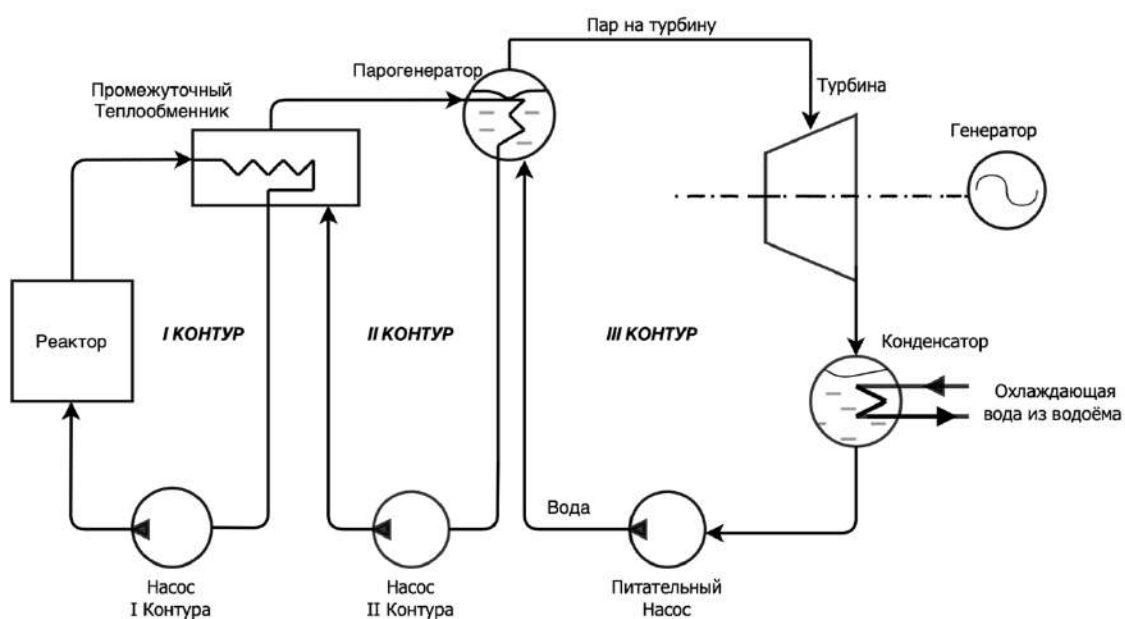 Пар на турбину
Парогенератор
Промежуточный
Теплообменник
Турбина
Генератор
Реактор
I КОНТУР
II КОНТУР
III КОНТУР
Конденсатор
Охлаждающая
вода из водоёма
Вода
Насос
I Контура
Насос
II Контура
Питательный
Насос